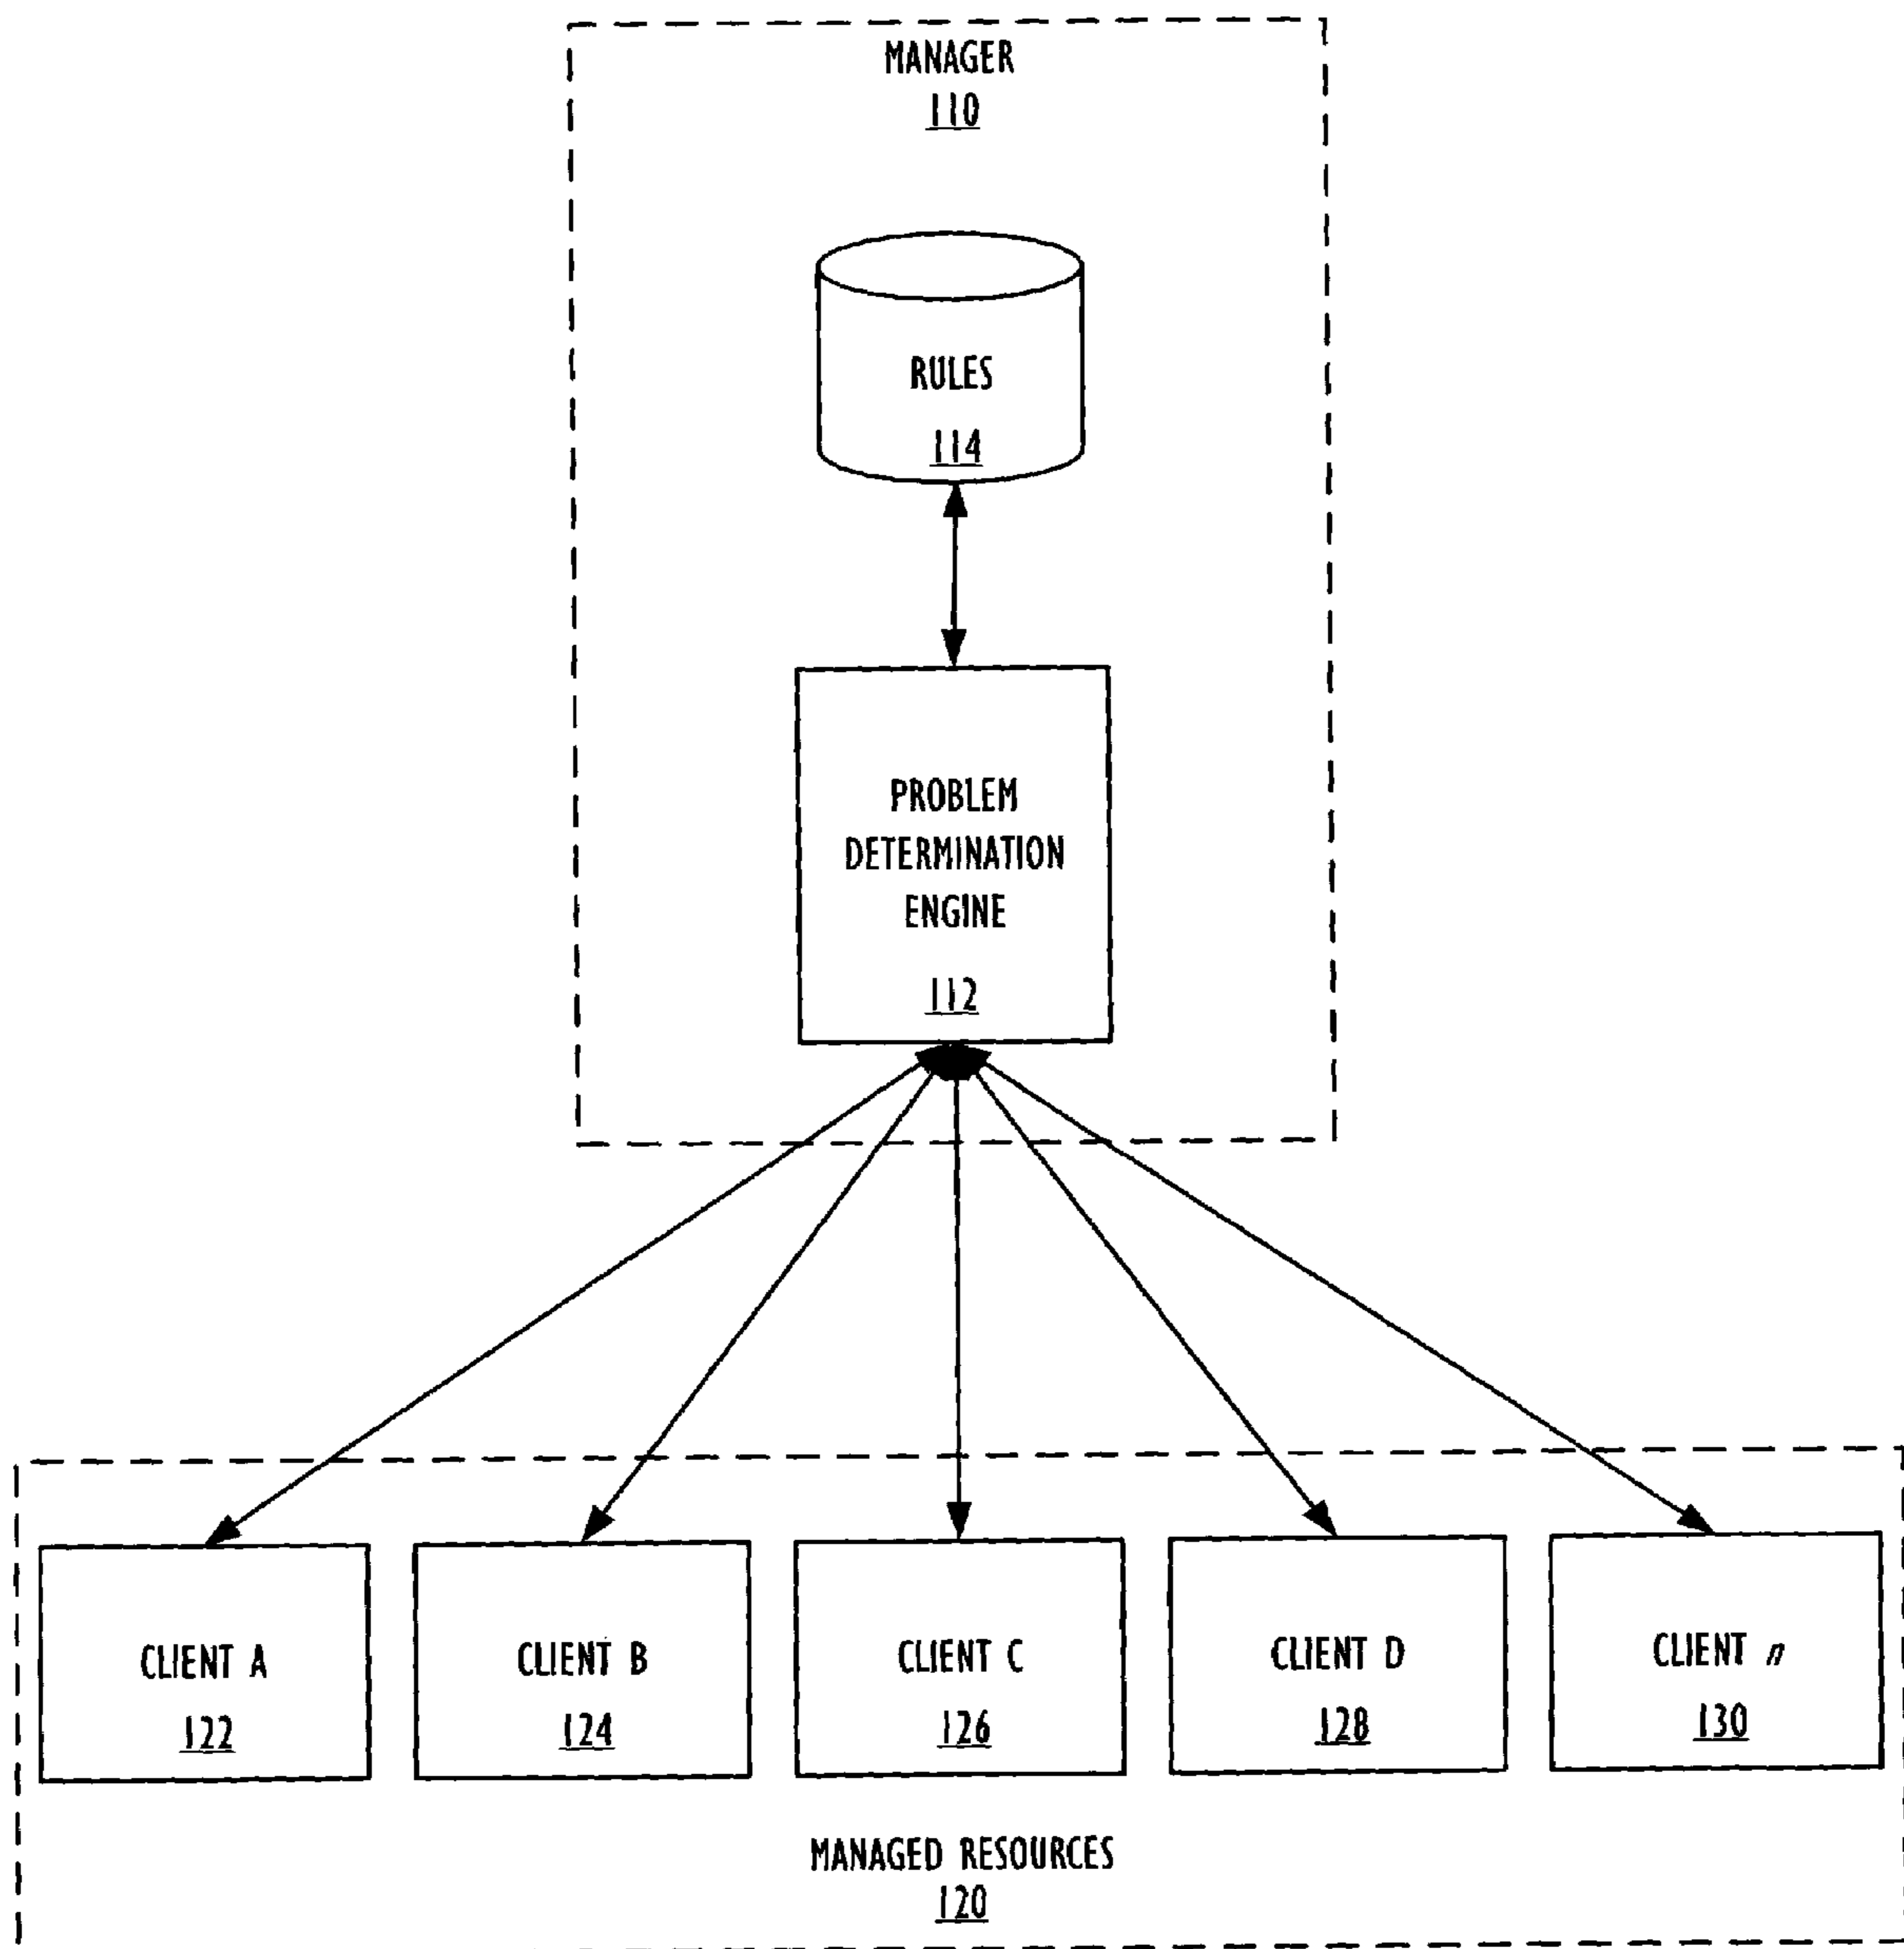 MANAGER
110
RULES
114
PROBLEM
DETERMINATION
ENGINE
112
CLIENT A
122
CLIENT B
124
CLIENT C
126
CLIENT D
128
CLIENT n
130
MANAGED RESOURCES
120